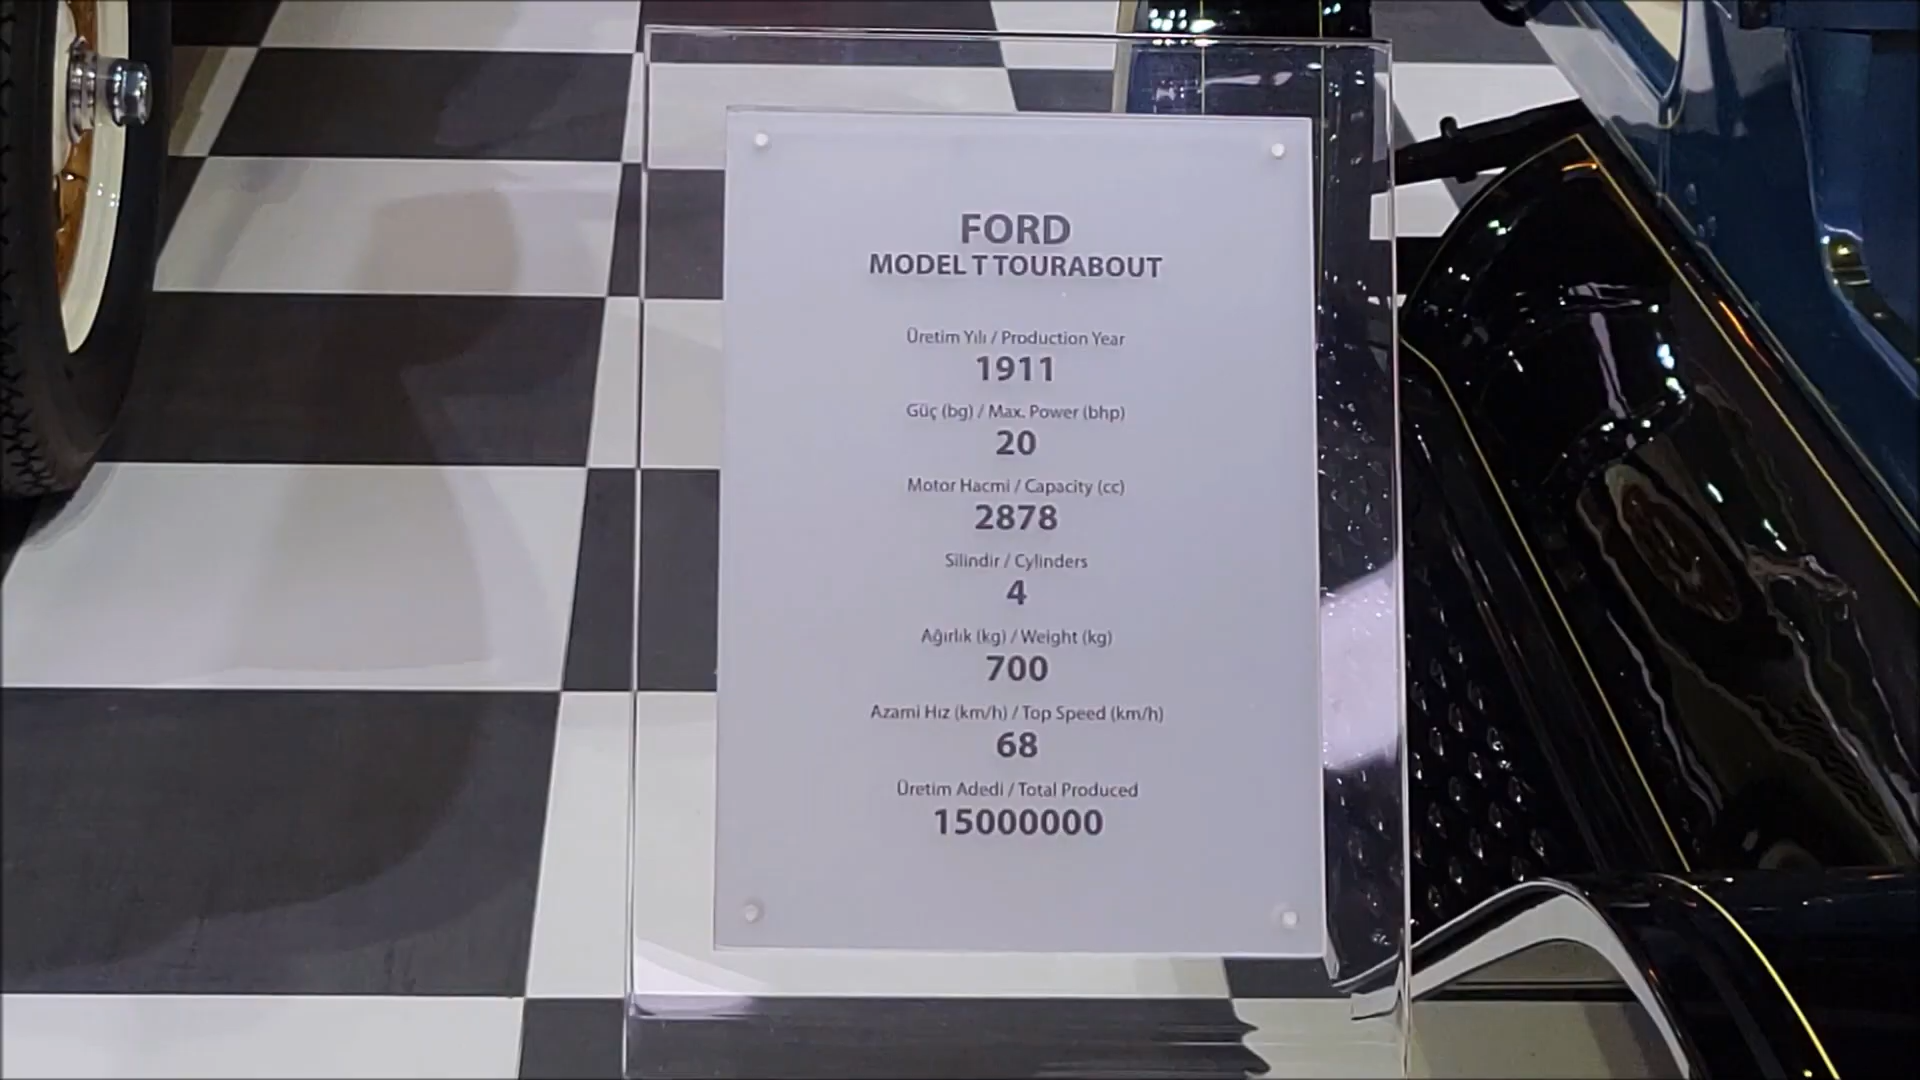 FORD
MODEL T TOURABOUT
Üretim Yılı / Production Year
1911
Güç (bg) / Max. Power (bhp)
20
Motor Hacmi / Capacity (cc)
2878
Silindir / Cylinders
4
Ağırlık (kg) / Weight (kg)
700
Azami Hız (km/h) / Top Speed (km/h)
68
Üretim Adedi / Total Produced
15000000